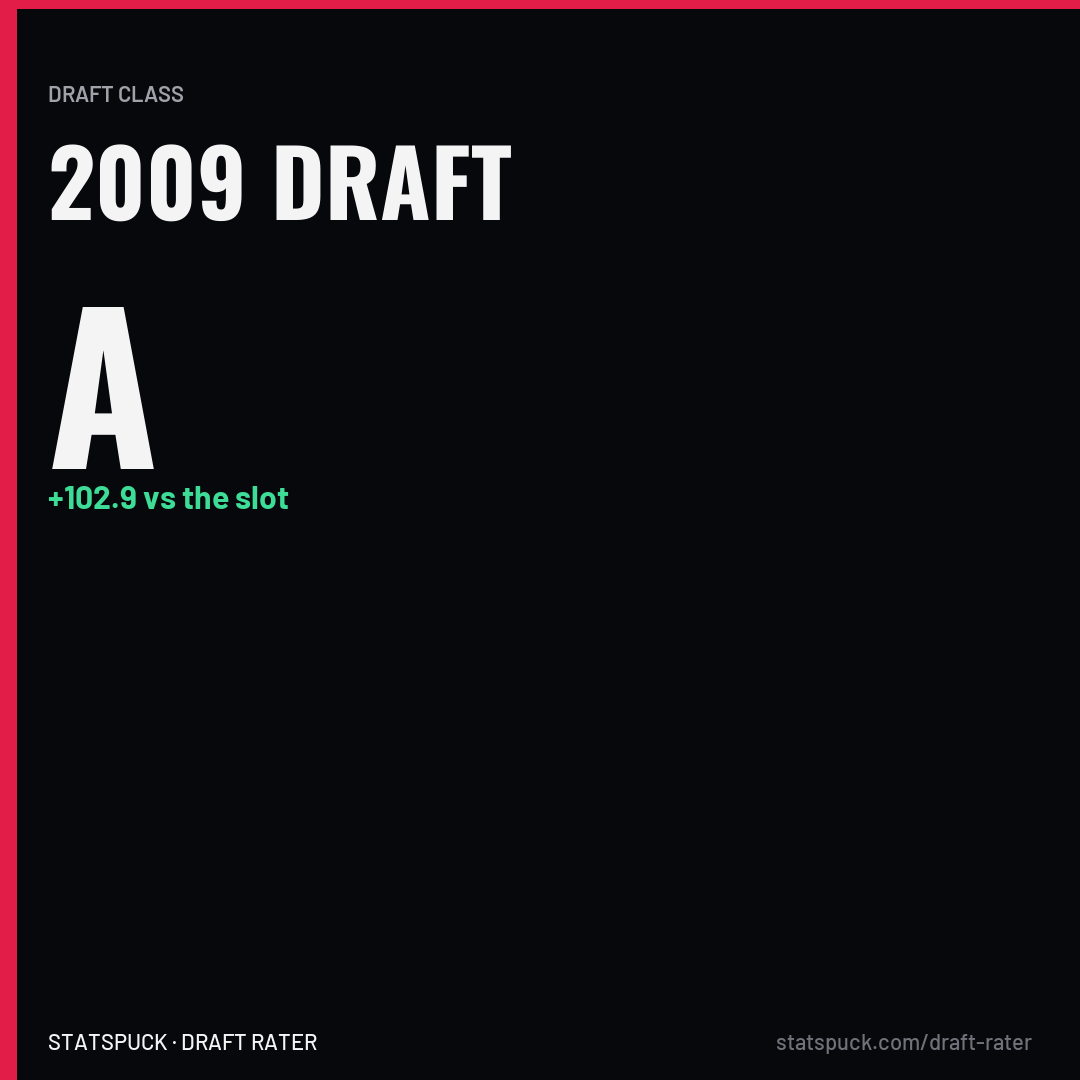 DRAFT CLASS
2009 DRAFT
A
+102.9 vs the slot
STATSPUCK · DRAFT RATER
statspuck.com/draft-rater